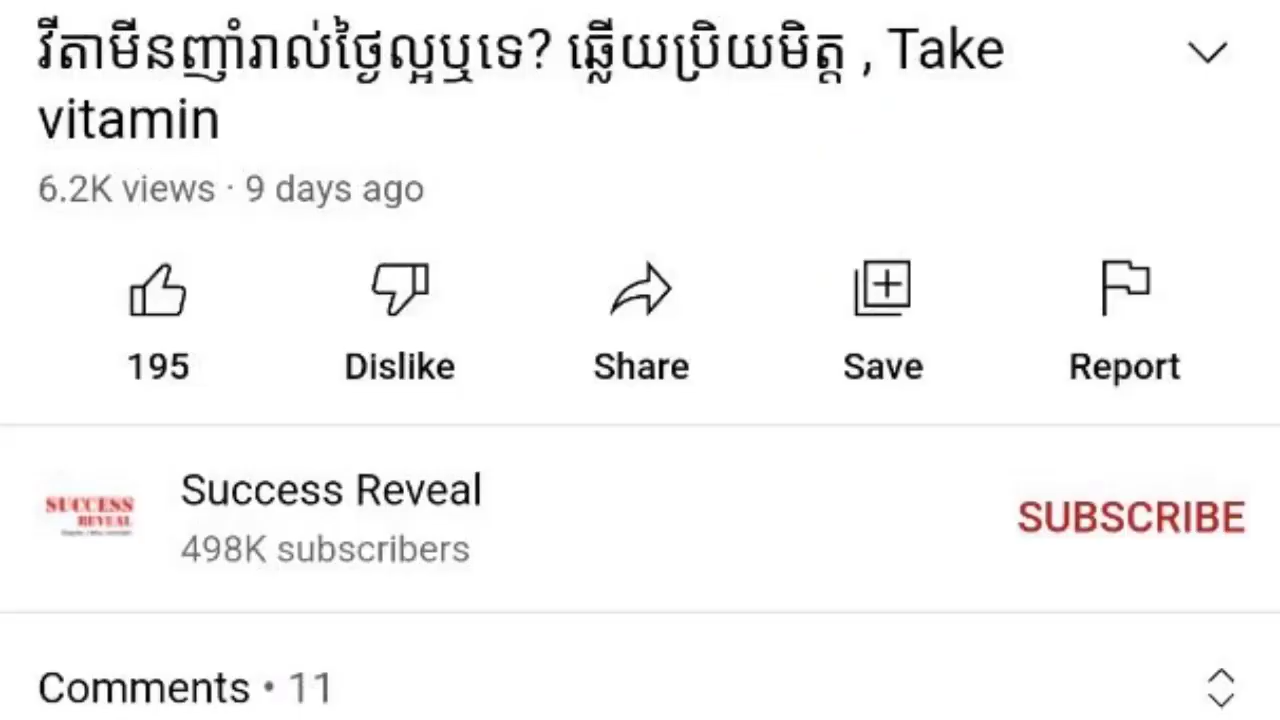 វីតាមីនញាំរាល់ថ្ងៃល្អឬទេ? ឆ្លើយប្រិយមិត្ត , Take
vitamin
6.2K views · 9 days ago
195
Dislike
Share
Save
Report
SUCCESS
REVEAL
Success Reveal
498K subscribers
SUBSCRIBE
Comments • 11